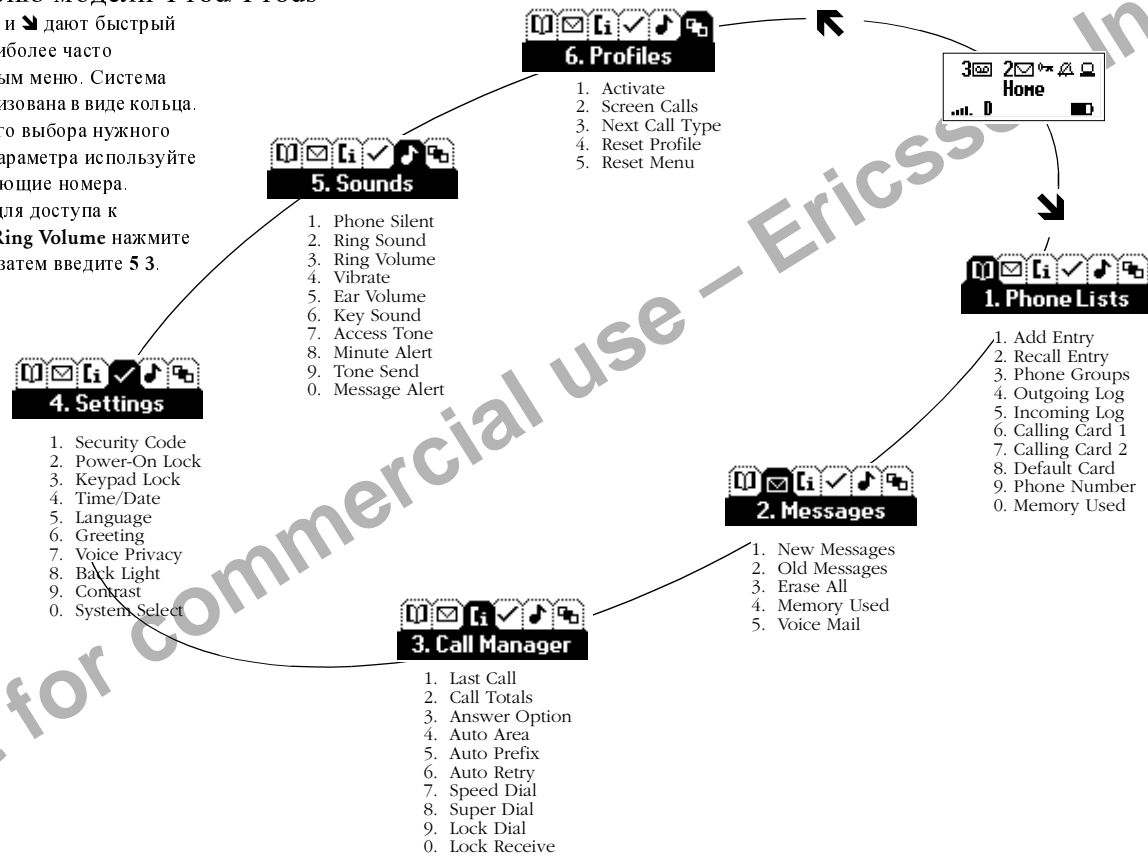 и ➘ дают быстрый
более часто
меню. Система
в виде кольца.
выбора нужного
параметра используйте
номера.
для доступа к
Ring Volume нажмите
затем введите 5 3.
6. Profiles
1. Activate
2. Screen Calls
3. Next Call Type
4. Reset Profile
5. Reset Menu
3 2
Home
D
5. Sounds
1. Phone Silent
2. Ring Sound
3. Ring Volume
4. Vibrate
5. Ear Volume
6. Key Sound
7. Access Tone
8. Minute Alert
9. Tone Send
0. Message Alert
1. Phone Lists
1. Add Entry
2. Recall Entry
3. Phone Groups
4. Outgoing Log
5. Incoming Log
6. Calling Card 1
7. Calling Card 2
8. Default Card
9. Phone Number
0. Memory Used
4. Settings
1. Security Code
2. Power-On Lock
3. Keypad Lock
4. Time/Date
5. Language
6. Greeting
7. Voice Privacy
8. Back Light
9. Contrast
0. System Select
2. Messages
1. New Messages
2. Old Messages
3. Erase All
4. Memory Used
5. Voice Mail
3. Call Manager
1. Last Call
2. Call Totals
3. Answer Option
4. Auto Area
5. Auto Prefix
6. Auto Retry
7. Speed Dial
8. Super Dial
9. Lock Dial
0. Lock Receive
for commercial use – Ericsson In